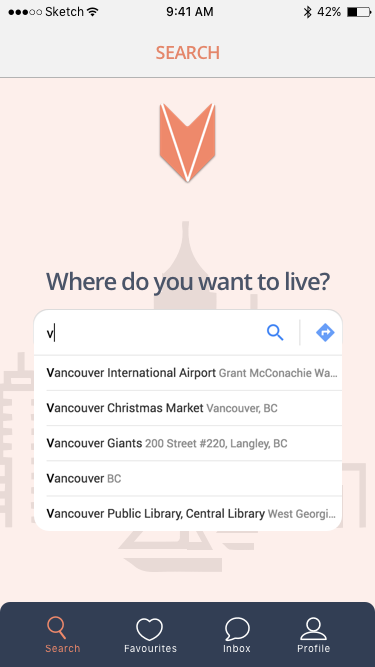 Sketch 9:41 AM 42%
SEARCH
Where do you want to live?
v
Vancouver International Airport Grant McConachie Wa...
Vancouver Christmas Market Vancouver, BC
Vancouver Giants 200 Street #220, Langley, BC
Vancouver BC
Vancouver Public Library, Central Library West Georgi...
Search Favourites Inbox Profile